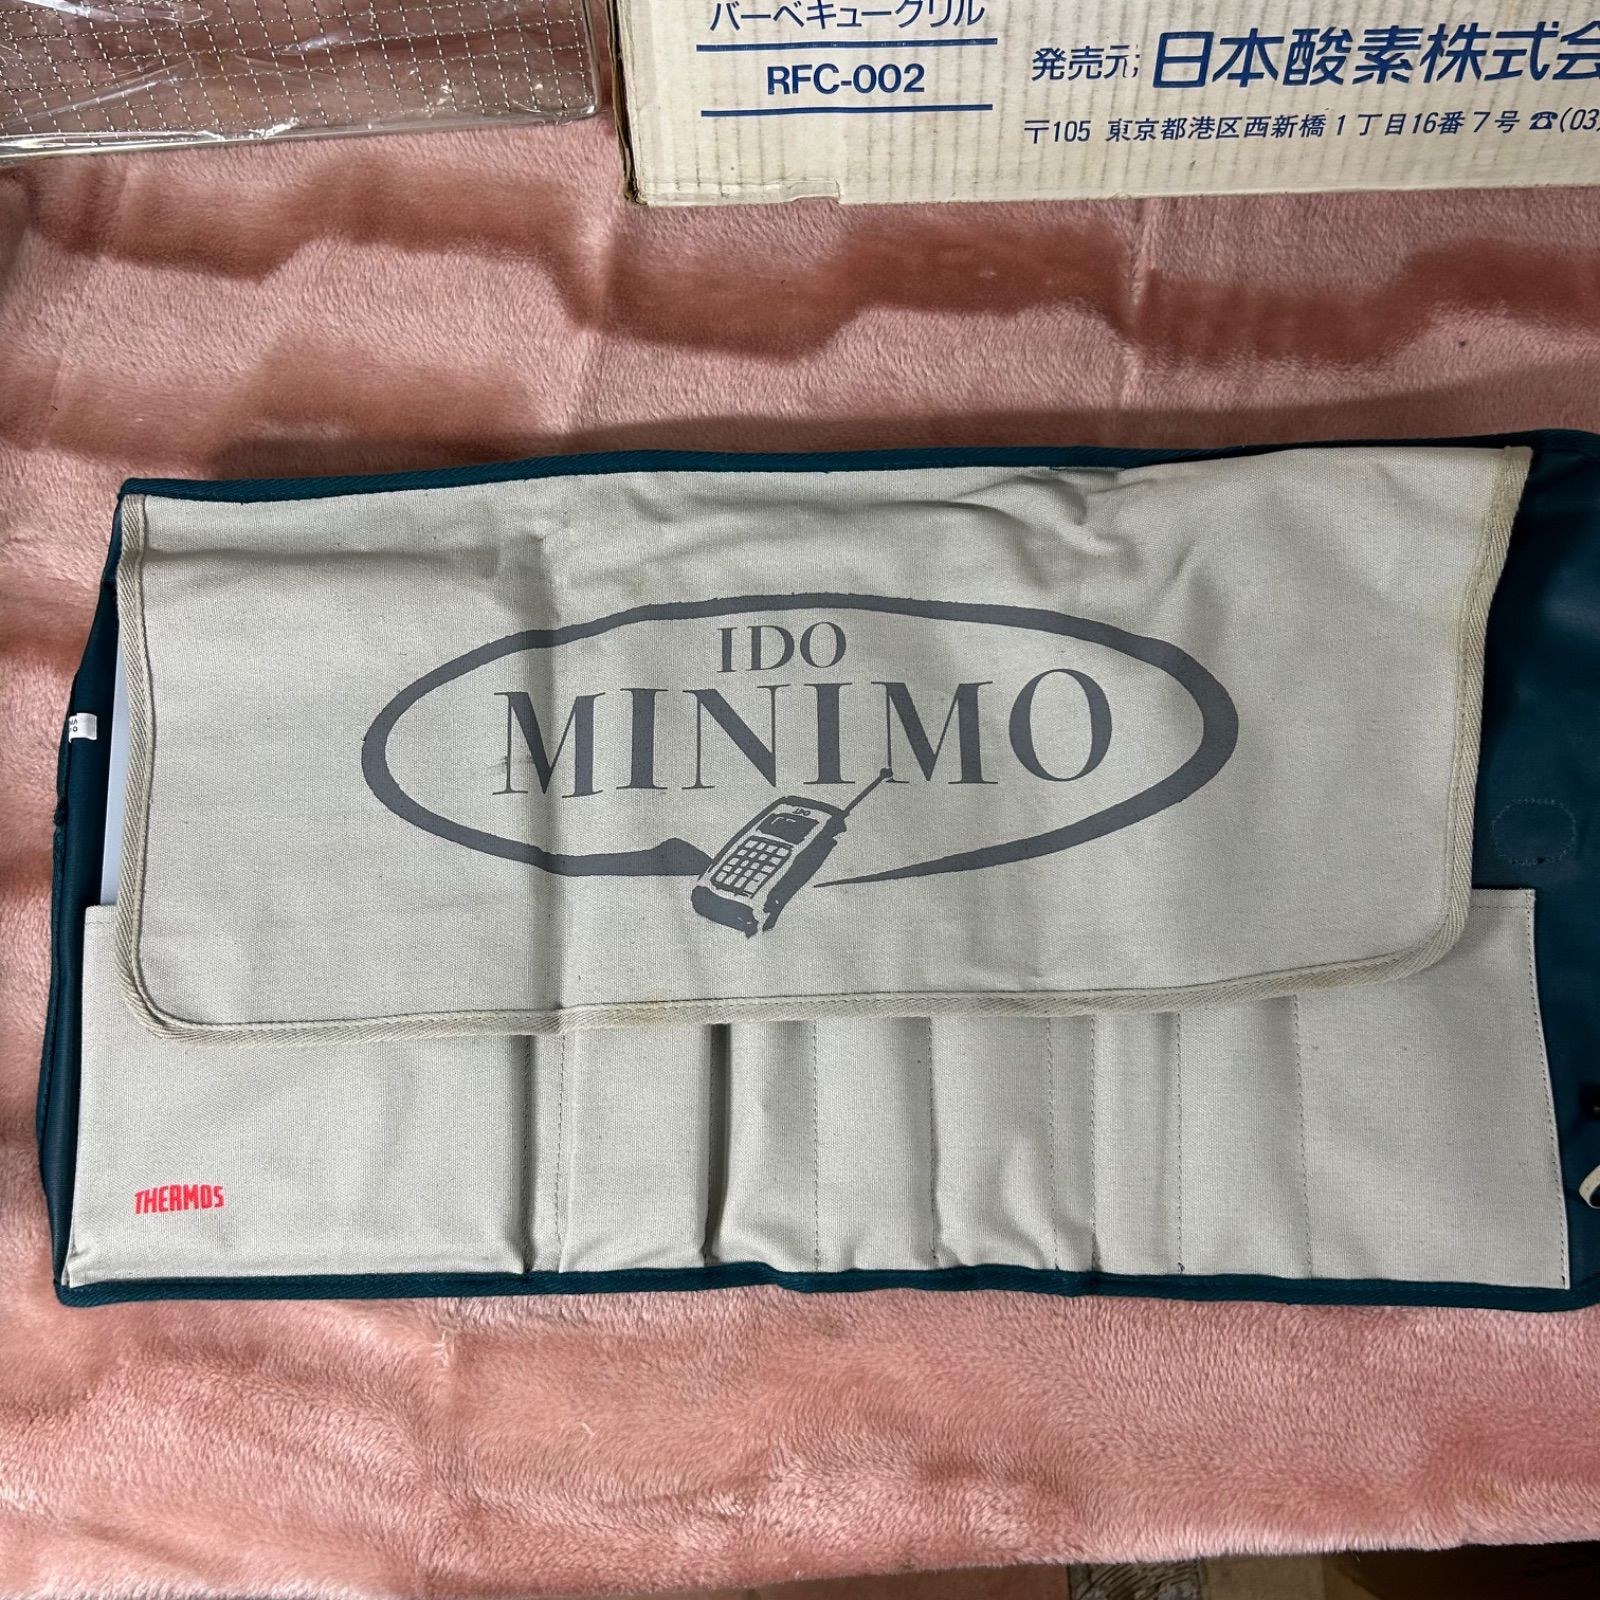 バーベキューグリル
RFC-002
発売元; 日本酸素株式会
〒105 東京都港区西新橋1丁目16番7号 ☎(03
IDO
MINIMO
IDO
THERMOS